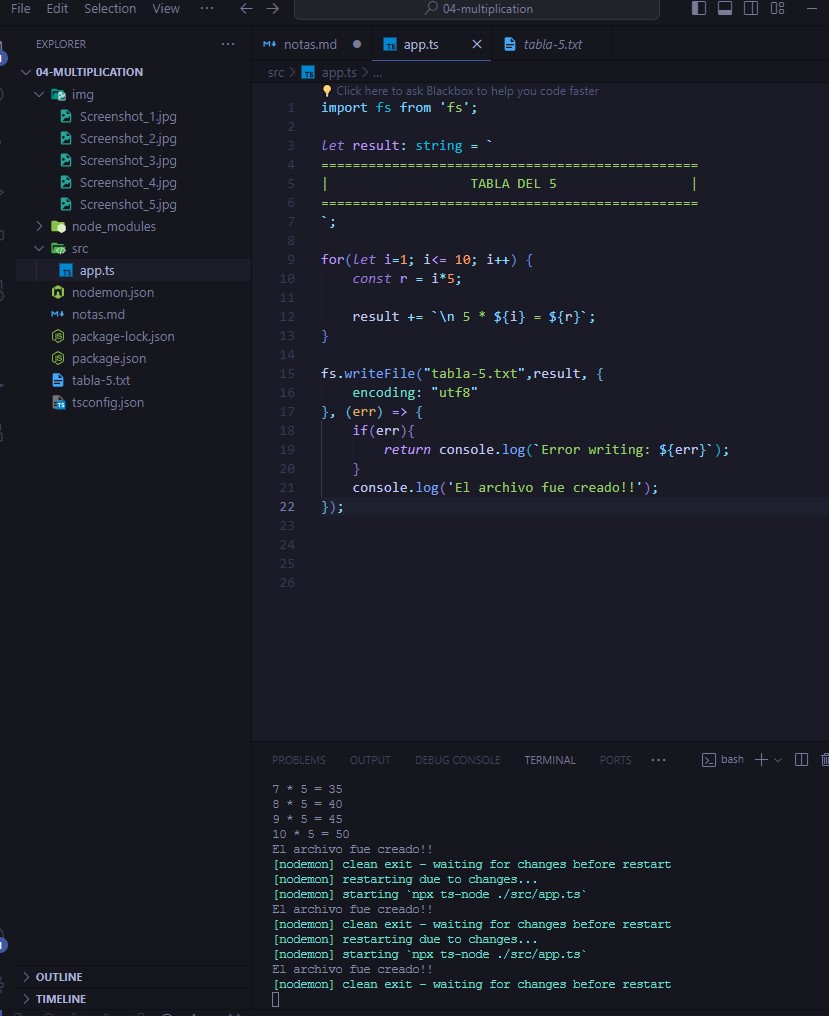 File Edit Selection View ··· ← → 04-multiplication
EXPLORER ···
04-MULTIPLICATION
img
Screenshot_1.jpg
Screenshot_2.jpg
Screenshot_3.jpg
Screenshot_4.jpg
Screenshot_5.jpg
node_modules
src
TS app.ts
nodemon.json
M↓ notas.md
package-lock.json
package.json
tabla-5.txt
TS tsconfig.json
OUTLINE
TIMELINE
M↓ notas.md ● TS app.ts × tabla-5.txt
src > TS app.ts > ...
Click here to ask Blackbox to help you code faster
1 import fs from 'fs';
2
3 let result: string = `
4 ================================================
5 | TABLA DEL 5 |
6 ================================================
7 `;
8
9 for(let i=1; i<= 10; i++) {
10 const r = i*5;
11
12 result += `\n 5 * ${i} = ${r}`;
13 }
14
15 fs.writeFile("tabla-5.txt",result, {
16 encoding: "utf8"
17 }, (err) => {
18 if(err){
19 return console.log(`Error writing: ${err}`);
20 }
21 console.log('El archivo fue creado!!');
22 });
23
24
25
26
PROBLEMS OUTPUT DEBUG CONSOLE TERMINAL PORTS ··· bash
7 * 5 = 35
8 * 5 = 40
9 * 5 = 45
10 * 5 = 50
El archivo fue creado!!
[nodemon] clean exit - waiting for changes before restart
[nodemon] restarting due to changes...
[nodemon] starting `npx ts-node ./src/app.ts`
El archivo fue creado!!
[nodemon] clean exit - waiting for changes before restart
[nodemon] restarting due to changes...
[nodemon] starting `npx ts-node ./src/app.ts`
El archivo fue creado!!
[nodemon] clean exit - waiting for changes before restart